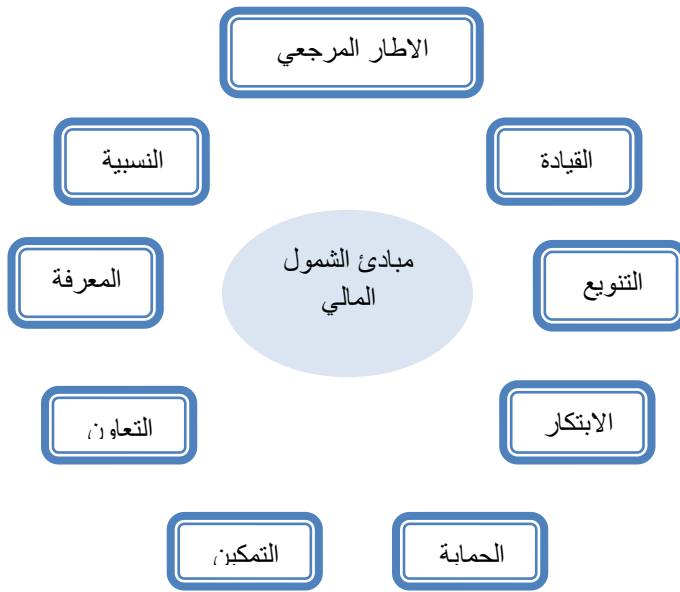 الاطار المرجعي
القيادة
النسبية
مبادئ الشمول
المالي
التنويع
المعرفة
الابتكار
التعاون
الحماية
التمكين